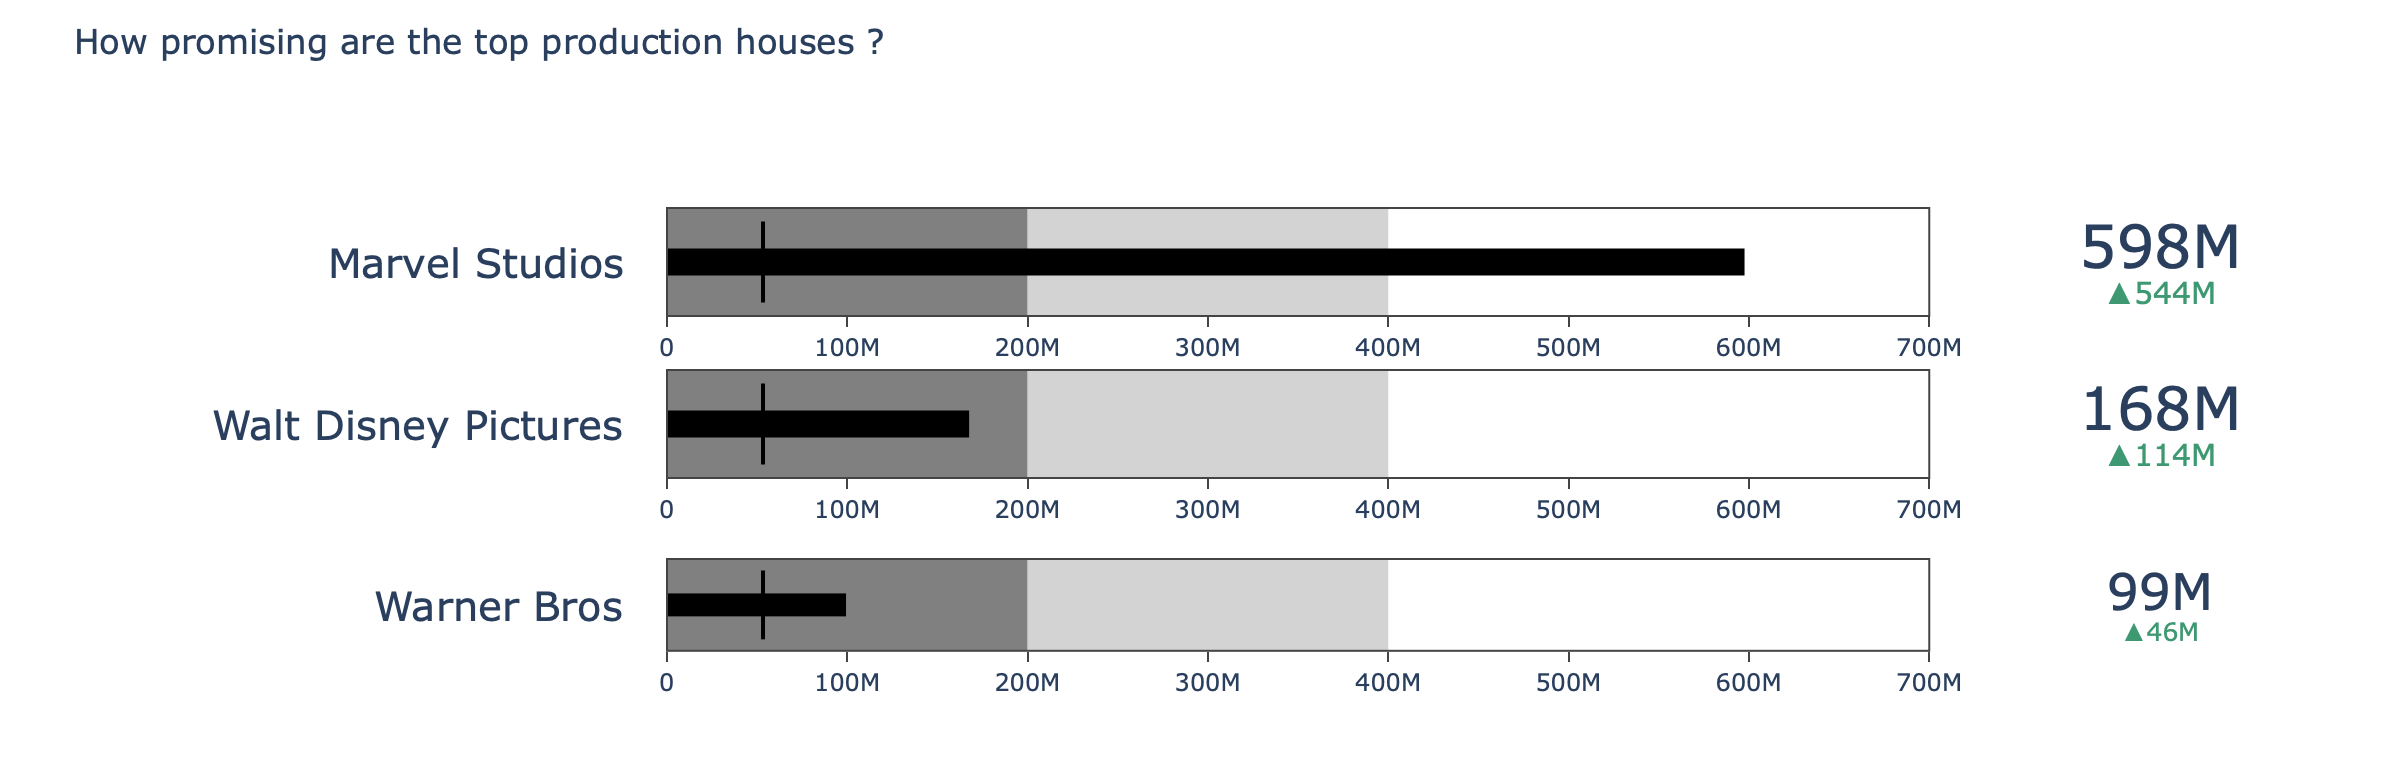 How promising are the top production houses ?
Marvel Studios
598M
▲544M
0 100M 200M 300M 400M 500M 600M 700M
Walt Disney Pictures
168M
▲114M
0 100M 200M 300M 400M 500M 600M 700M
Warner Bros
99M
▲46M
0 100M 200M 300M 400M 500M 600M 700M